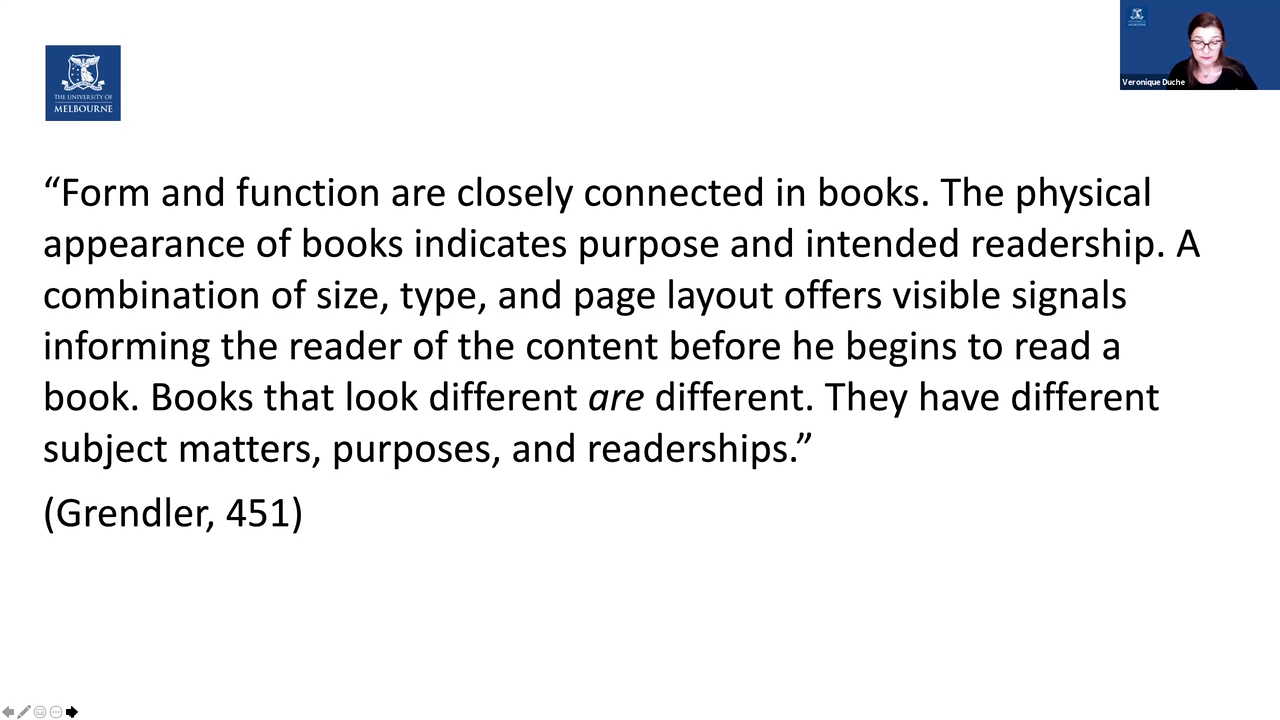 THE UNIVERSITY OF
MELBOURNE
Veronique Duche
“Form and function are closely connected in books. The physical
appearance of books indicates purpose and intended readership. A
combination of size, type, and page layout offers visible signals
informing the reader of the content before he begins to read a
book. Books that look different are different. They have different
subject matters, purposes, and readerships.”
(Grendler, 451)